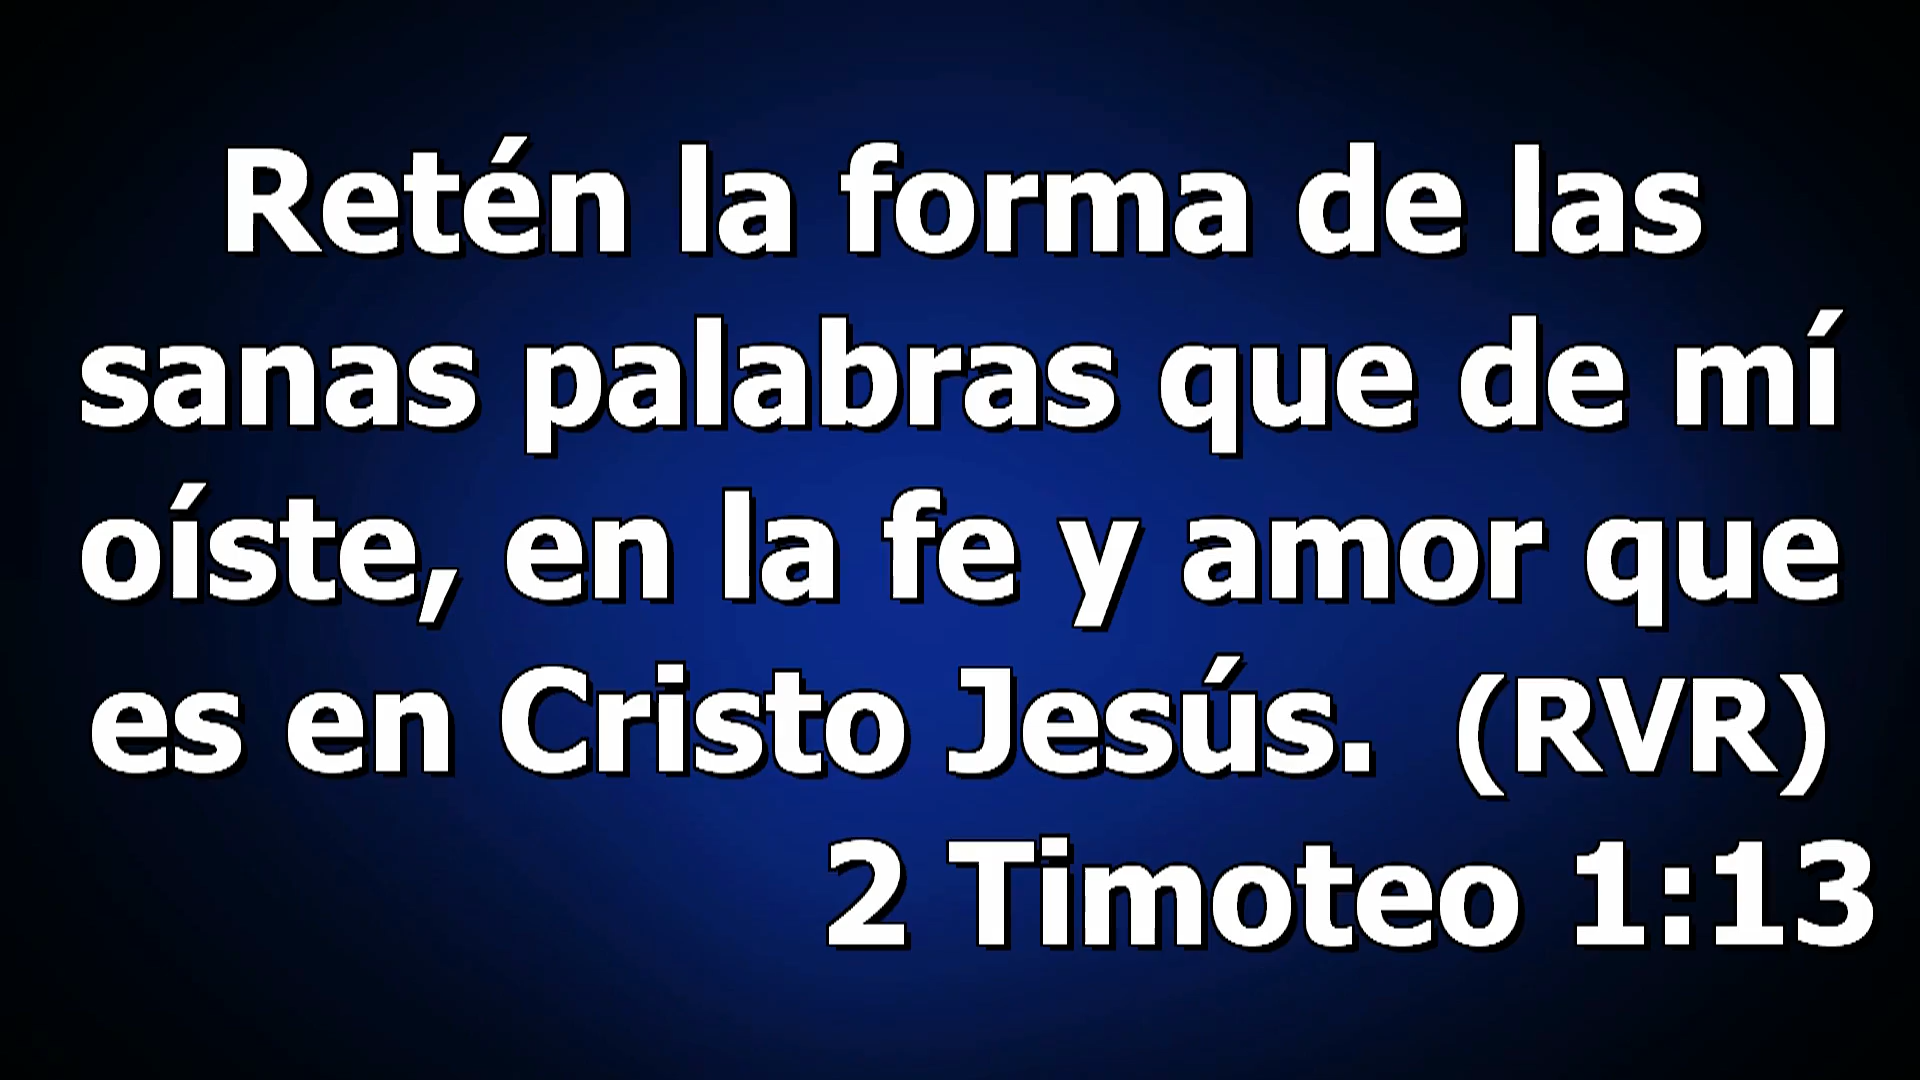 Retén la forma de las
sanas palabras que de mí
oíste, en la fe y amor que
es en Cristo Jesús.  (RVR)
2 Timoteo 1:13